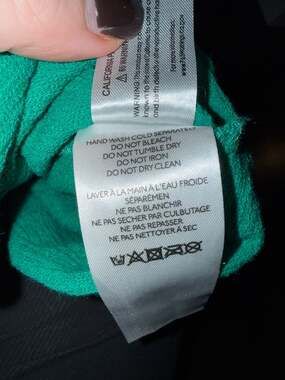 CALIFORNIA
WARNING
HAND WASH COLD SEPARATELY
DO NOT BLEACH
DO NOT TUMBLE DRY
DO NOT IRON
DO NOT DRY CLEAN
LAVER À LA MAIN À L'EAU FROIDE
SÉPARÉMEN
NE PAS BLANCHIR
NE PAS SECHER PAR CULBUTAGE
NE PAS REPASSER
NE PAS NETTOYER À SEC